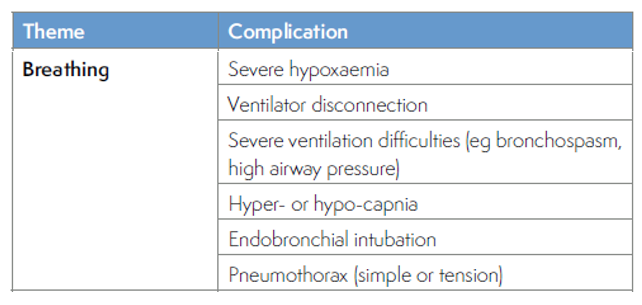 Theme
Complication
Breathing
Severe hypoxaemia
Ventilator disconnection
Severe ventilation difficulties (eg bronchospasm,
high airway pressure)
Hyper- or hypo-capnia
Endobronchial intubation
Pneumothorax (simple or tension)